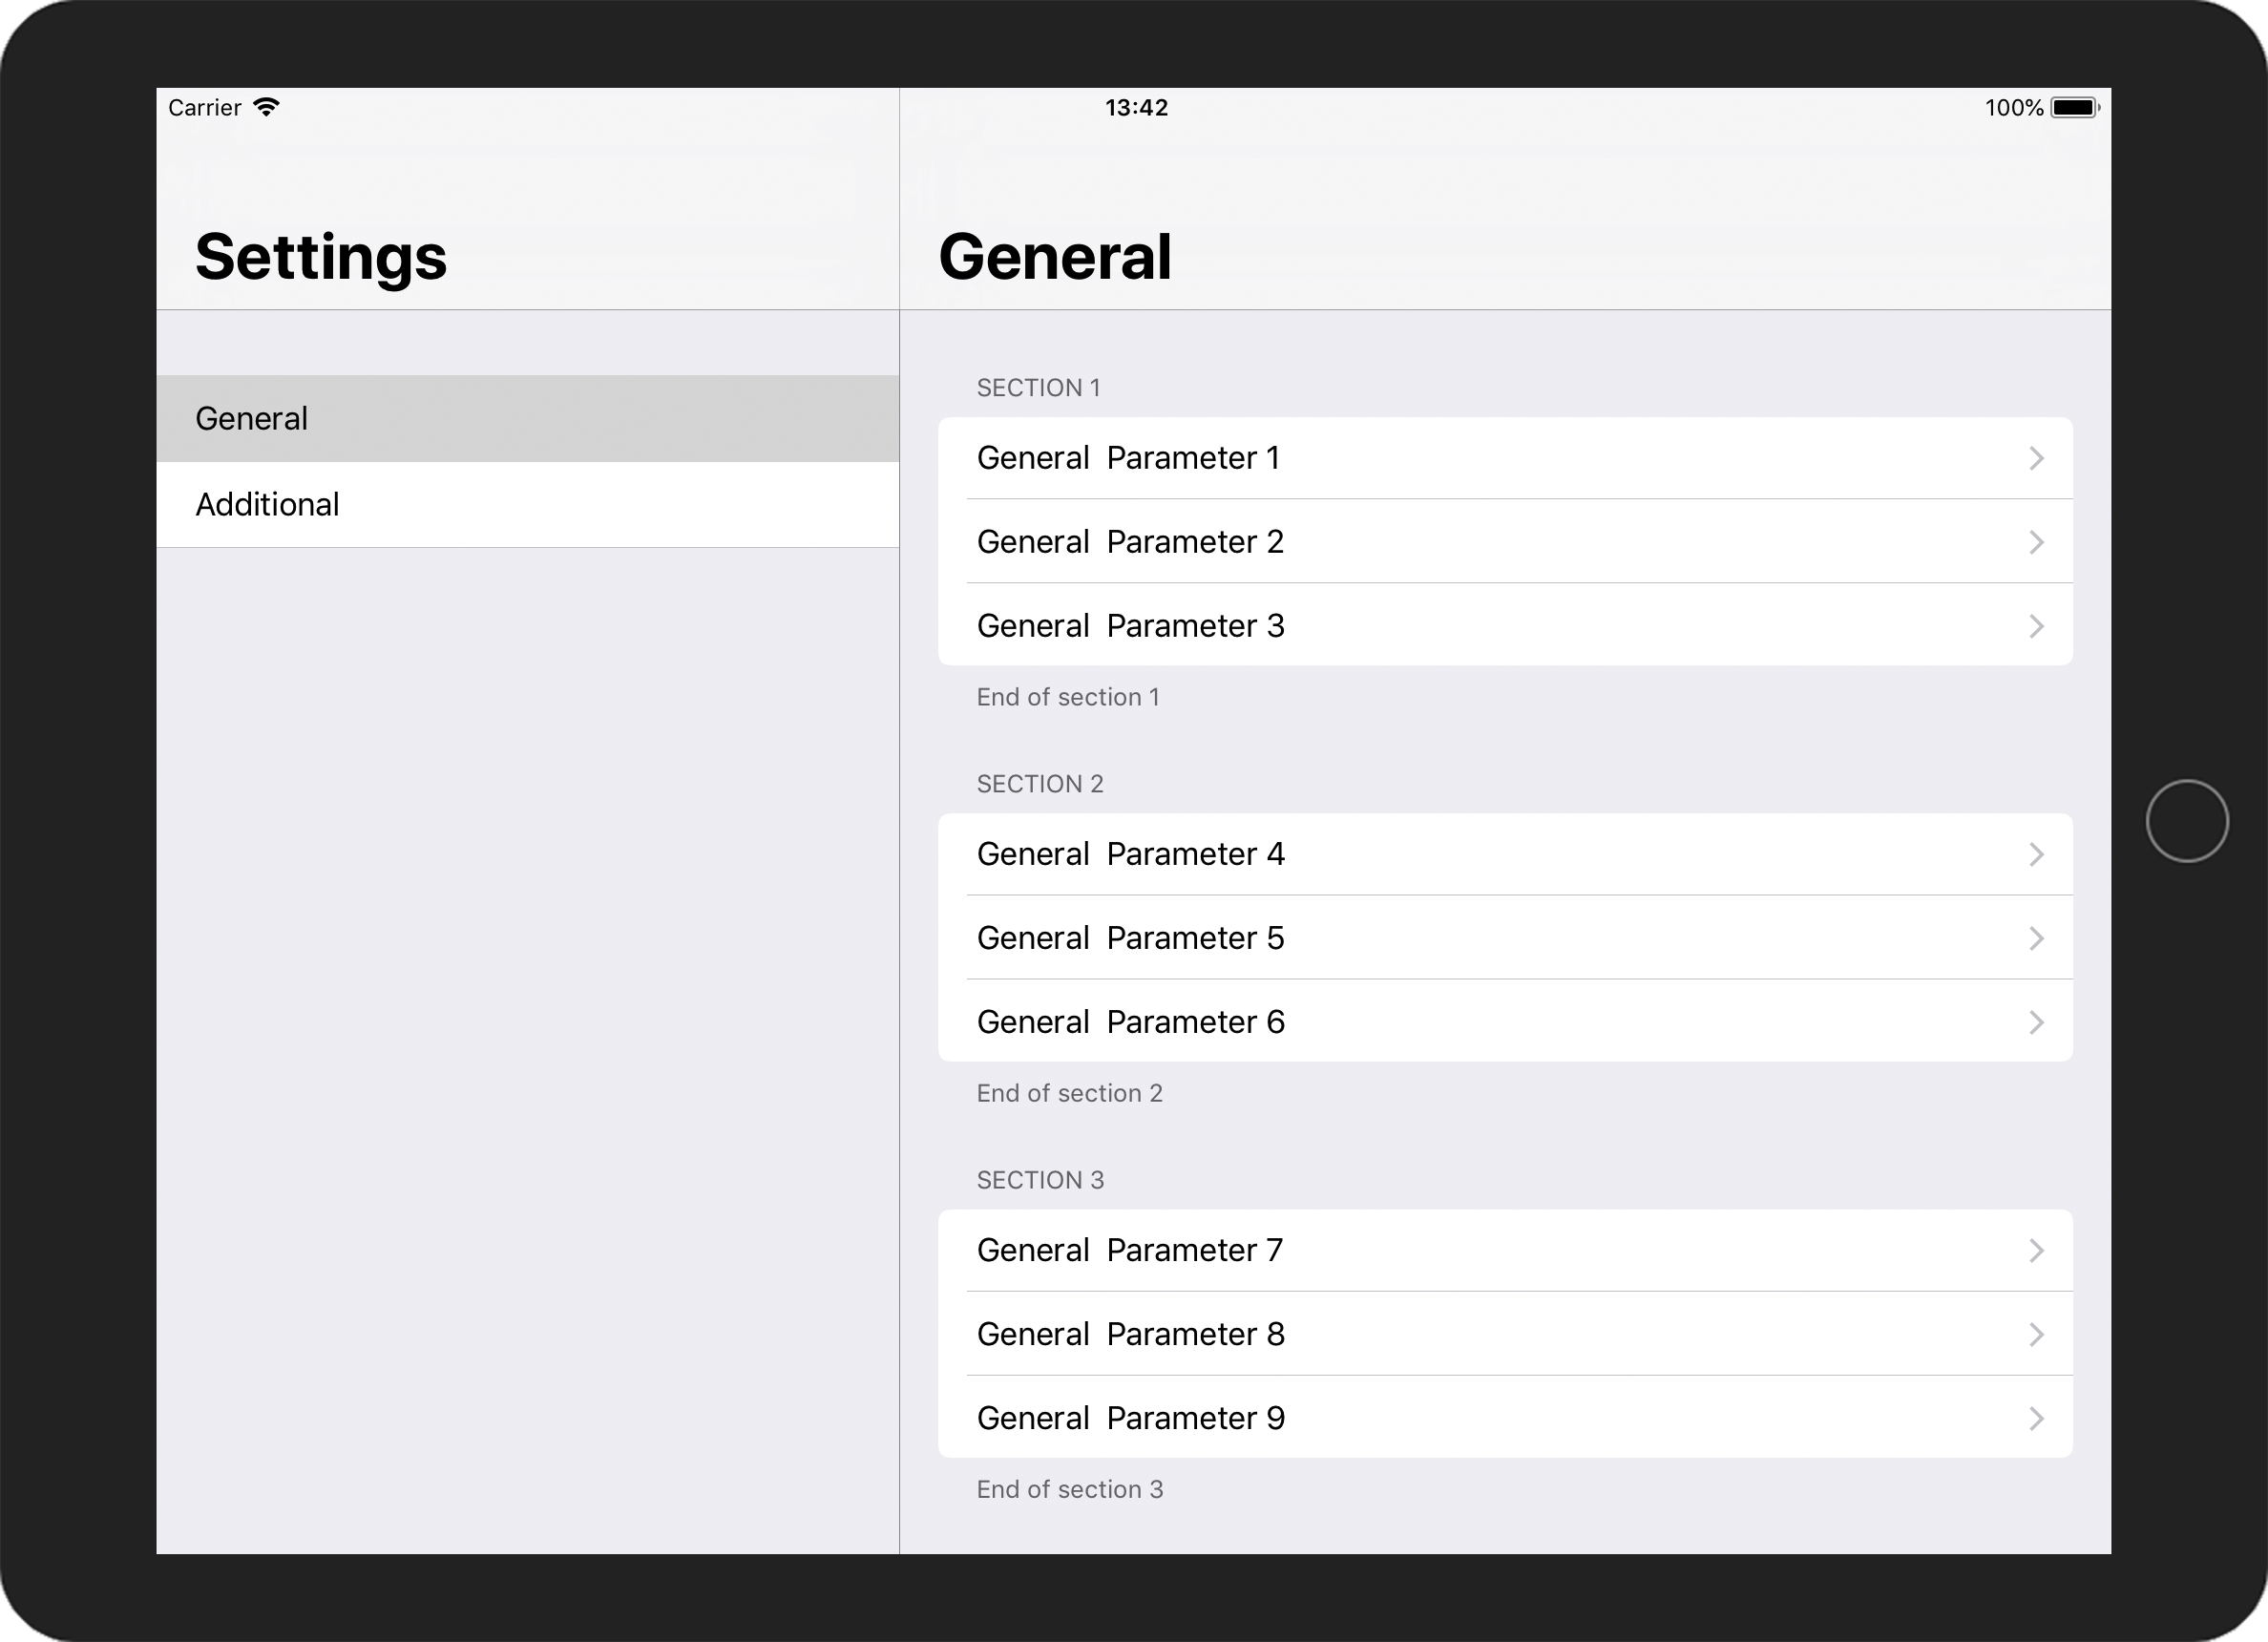 Carrier 13:42 100%
Settings
General
Additional
General
SECTION 1
General  Parameter 1
General  Parameter 2
General  Parameter 3
End of section 1
SECTION 2
General  Parameter 4
General  Parameter 5
General  Parameter 6
End of section 2
SECTION 3
General  Parameter 7
General  Parameter 8
General  Parameter 9
End of section 3